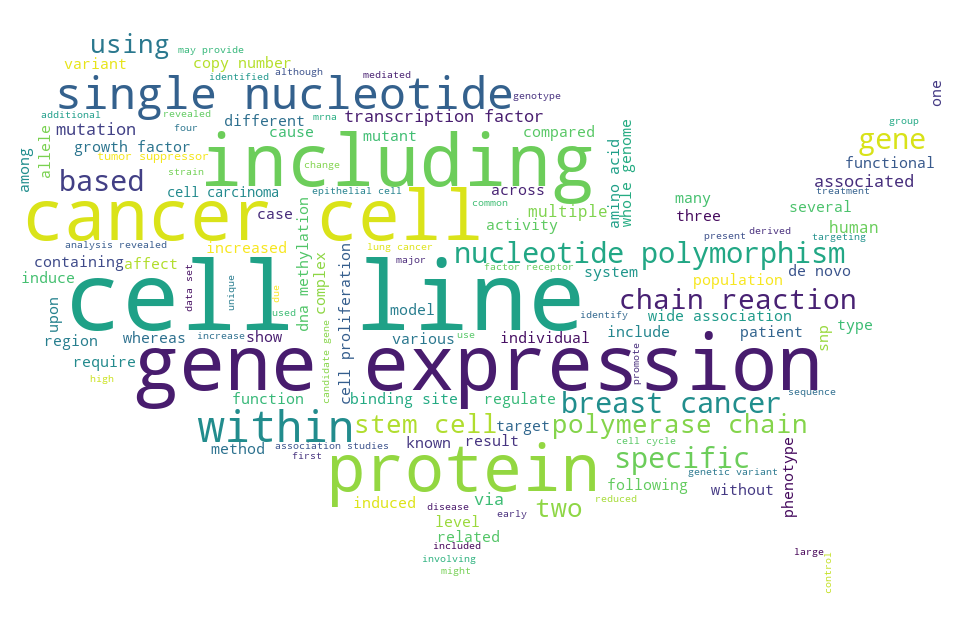 using
may provide
variant
copy number
identified
although
mediated
single nucleotide
genotype
one
additional
revealed
mrna
transcription factor
group
four
different
mutation
cause
mutant
compared
gene
growth factor
allele
among
tumor suppressor
including
change
amino acid
whole genome
functional
strain
based
cell carcinoma
epithelial cell
across
associated
treatment
cancer cell
common
many
several
case
multiple
three
activity
human
present
derived
targeting
analysis revealed
increased
lung cancer
nucleotide polymorphism
containing
affect
dna methylation
complex
cell proliferation
major
factor receptor
system
de novo
induce
population
cell line
data set
unique
due
used
chain reaction
upon
model
identify
wide association
type
region
whereas
increase
show
candidate gene
various
use
individual
include
patient
snp
require
gene expression
promote
high
function
binding site
regulate
breast cancer
sequence
within
stem cell
target
polymerase chain
method
association studies
known
result
cell cycle
phenotype
first
protein
specific
genetic variant
following
without
induced
disease
via
early
two
reduced
level
related
included
large
involving
might
control